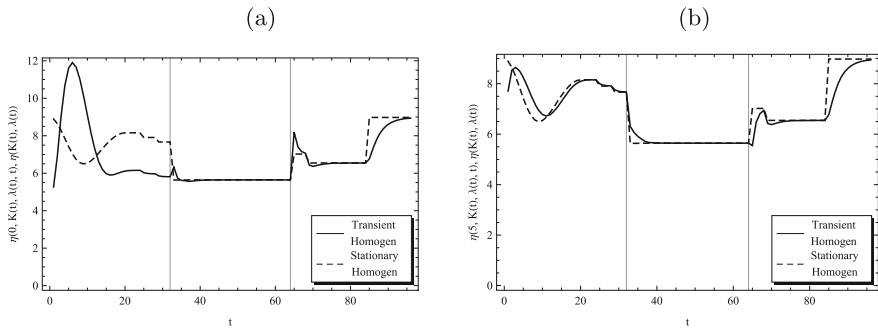 (a)
η(0, K(t), λ(t), t), η(K(t), λ(t))
12
10
8
6
4
2
0
0
20
40
60
80
t
Transient
Homogen
Stationary
Homogen
(b)
η(5, K(t), λ(t), t), η(K(t), λ(t))
8
6
4
2
0
0
20
40
60
80
t
Transient
Homogen
Stationary
Homogen